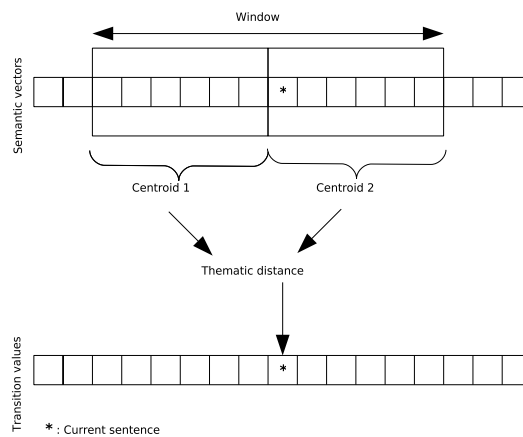 Window
Semantic vectors
*
Centroid 1
Centroid 2
Thematic distance
Transition values
*
* : Current sentence